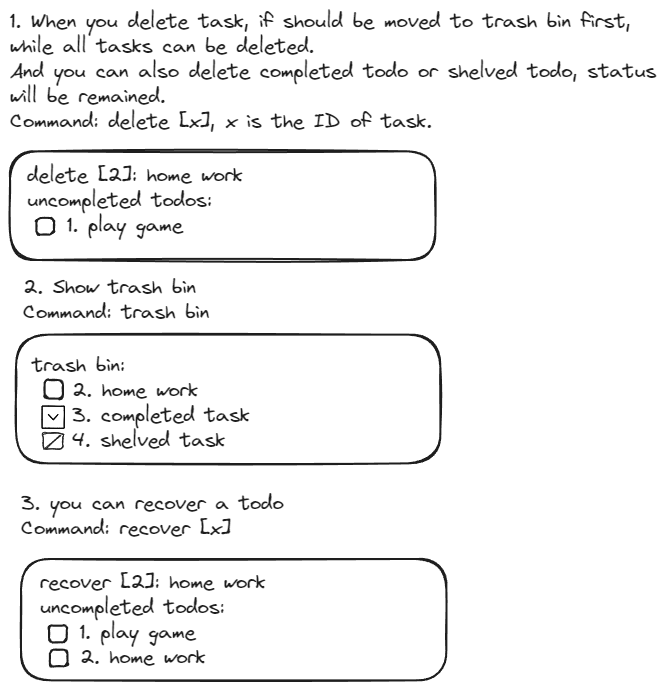 1. When you delete task, if should be moved to trash bin first,
while all tasks can be deleted.
And you can also delete completed todo or shelved todo, status
will be remained.
Command: delete [x], x is the ID of task.
delete [2]: home work
uncompleted todos:
1. play game
2. Show trash bin
Command: trash bin
trash bin:
2. home work
3. completed task
4. shelved task
3. you can recover a todo
Command: recover [x]
recover [2]: home work
uncompleted todos:
1. play game
2. home work